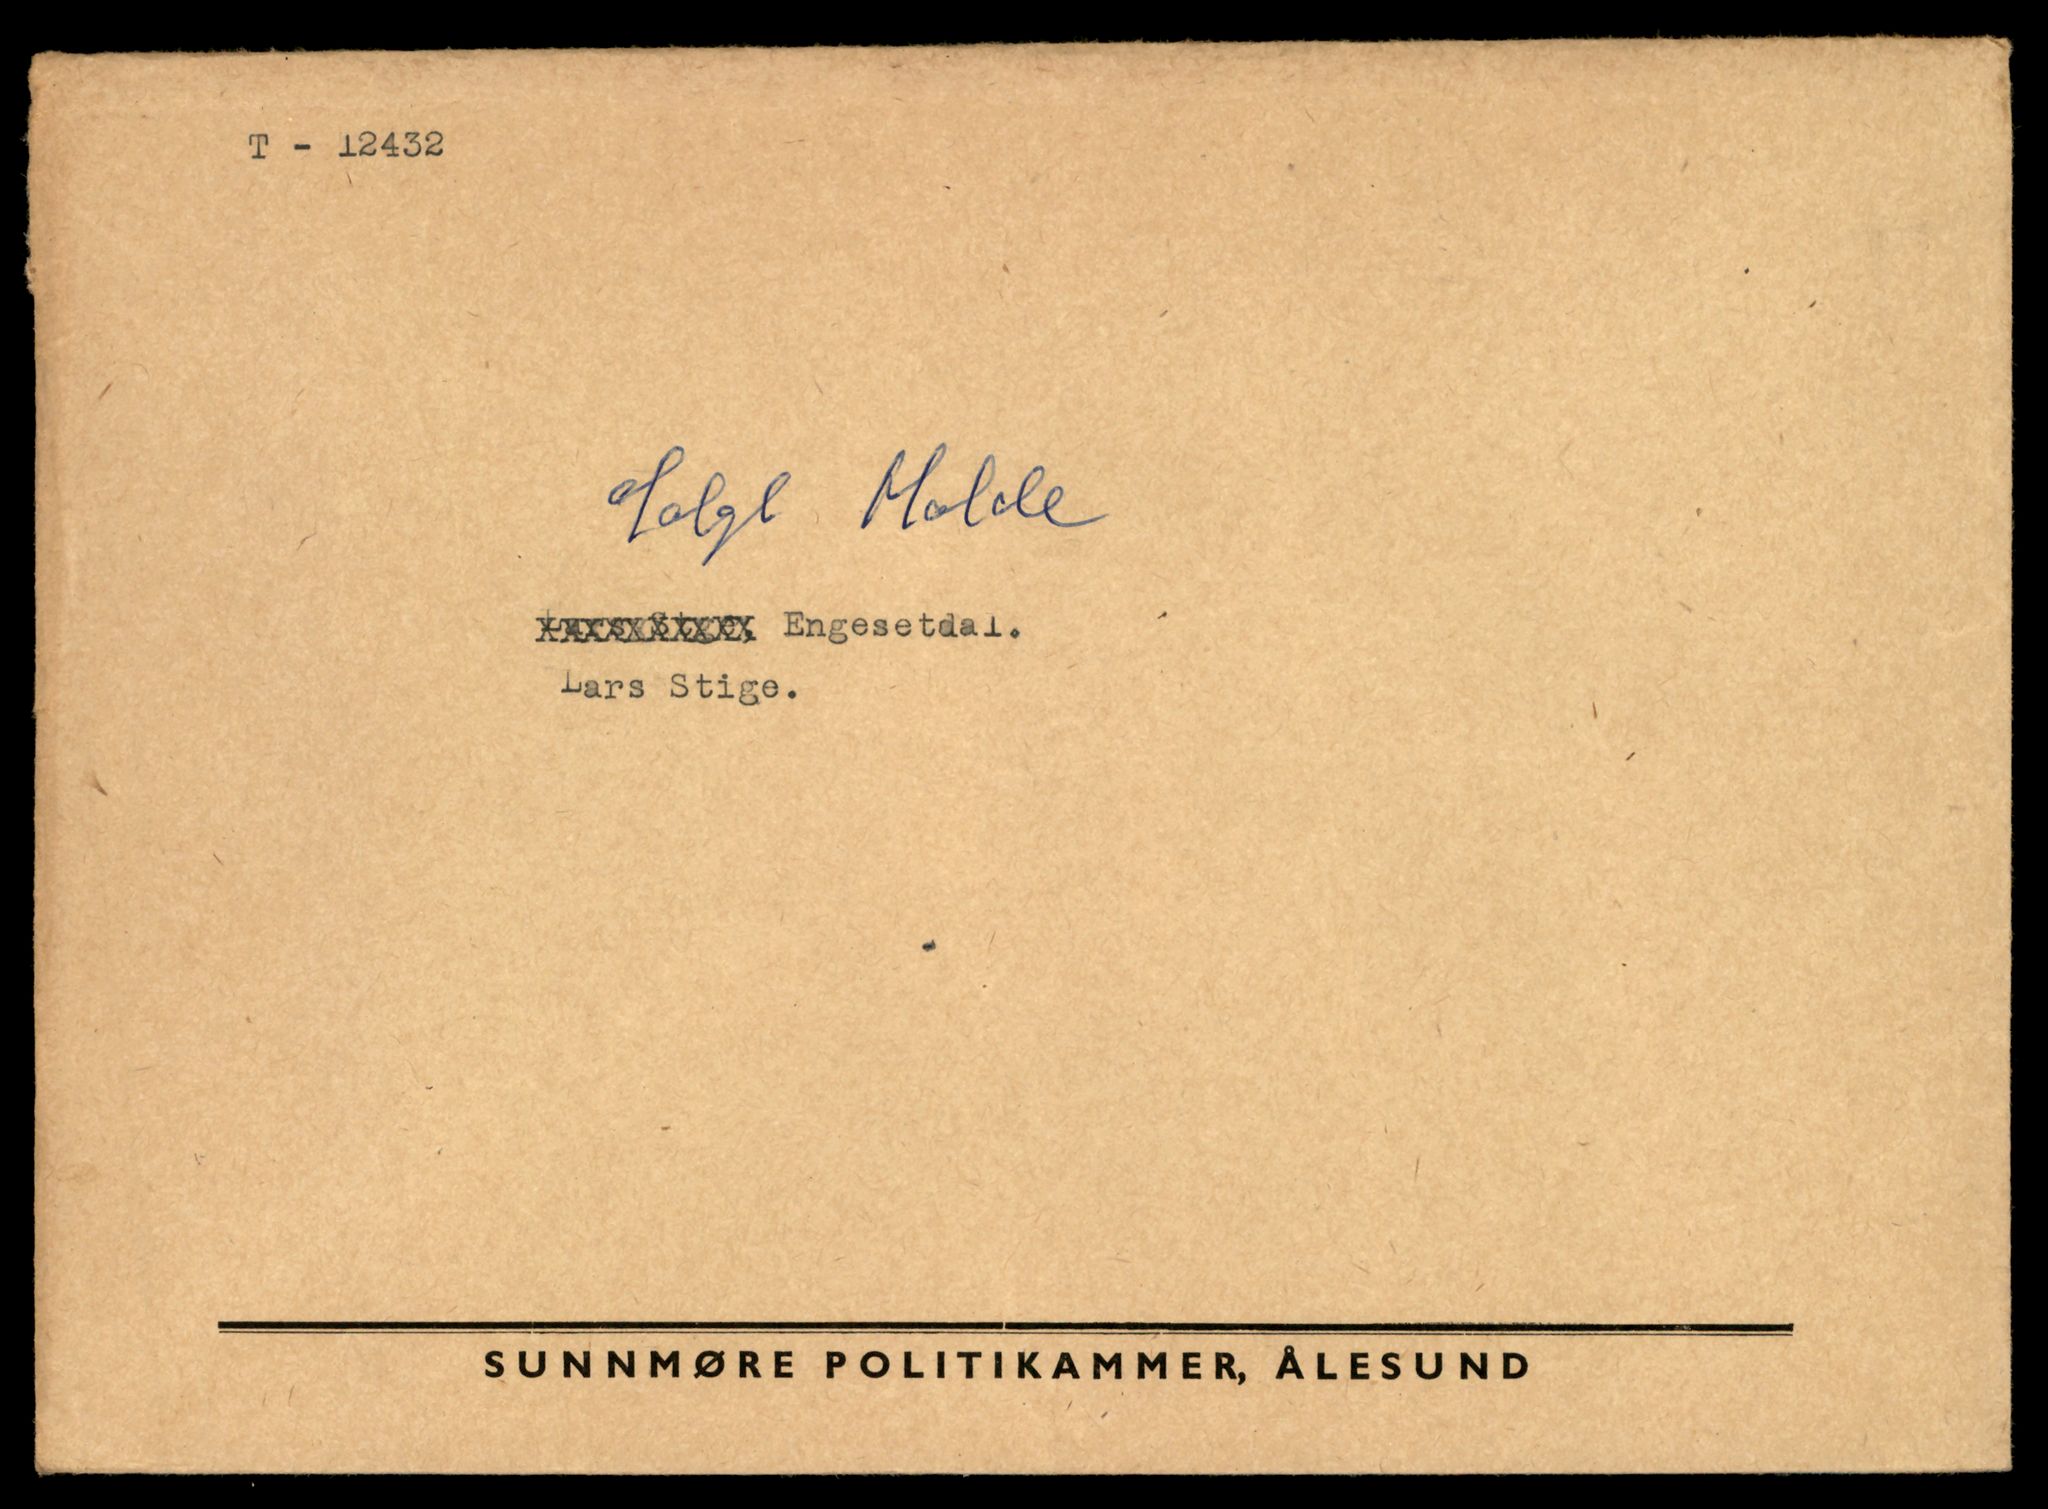 T - 12432
Solgt Molde
Engesetdal.
Lars Stige.
SUNNMØRE POLITIKAMMER, ÅLESUND